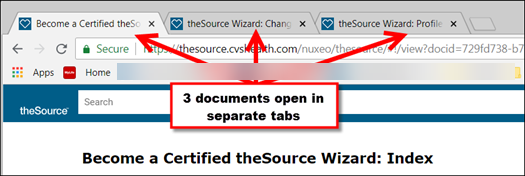 Become a Certified theSo
theSource Wizard: Chang
theSource Wizard: Profile
Secure
https://thesource.cvshealth.com/nuxeo/thesource/
/view?docid=729fd738-b7
Apps
Home
3 documents open in
separate tabs
theSource
Search
Become a Certified theSource Wizard: Index